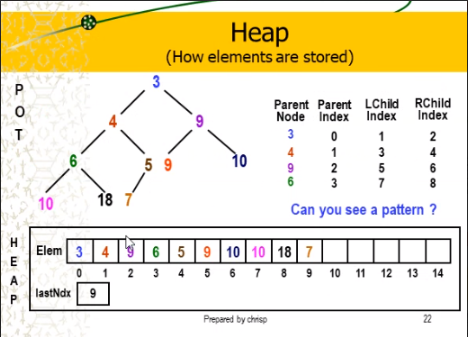 Heap
(How elements are stored)
P
O
T
3
4 9
6 5 9 10
10 18 7
Parent Parent LChild RChild
Node Index Index Index
3 0 1 2
4 1 3 4
9 2 5 6
6 3 7 8
Can you see a pattern ?
H
E
A
P
Elem 3 4 9 6 5 9 10 10 18 7
0 1 2 3 4 5 6 7 8 9 10 11 12 13 14
lastNdx 9
Prepared by chrisp 22